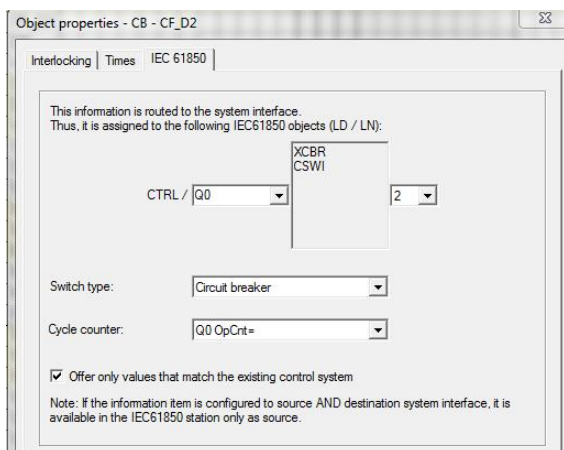 Object properties - CB - CF_D2
Interlocking Times IEC 61850
This information is routed to the system interface.
Thus, it is assigned to the following IEC61850 objects (LD / LN):
XCBR
CSWI
CTRL / Q0 2
Switch type: Circuit breaker
Cycle counter: Q0 OpCnt=
Offer only values that match the existing control system
Note: If the information item is configured to source AND destination system interface, it is
available in the IEC61850 station only as source.